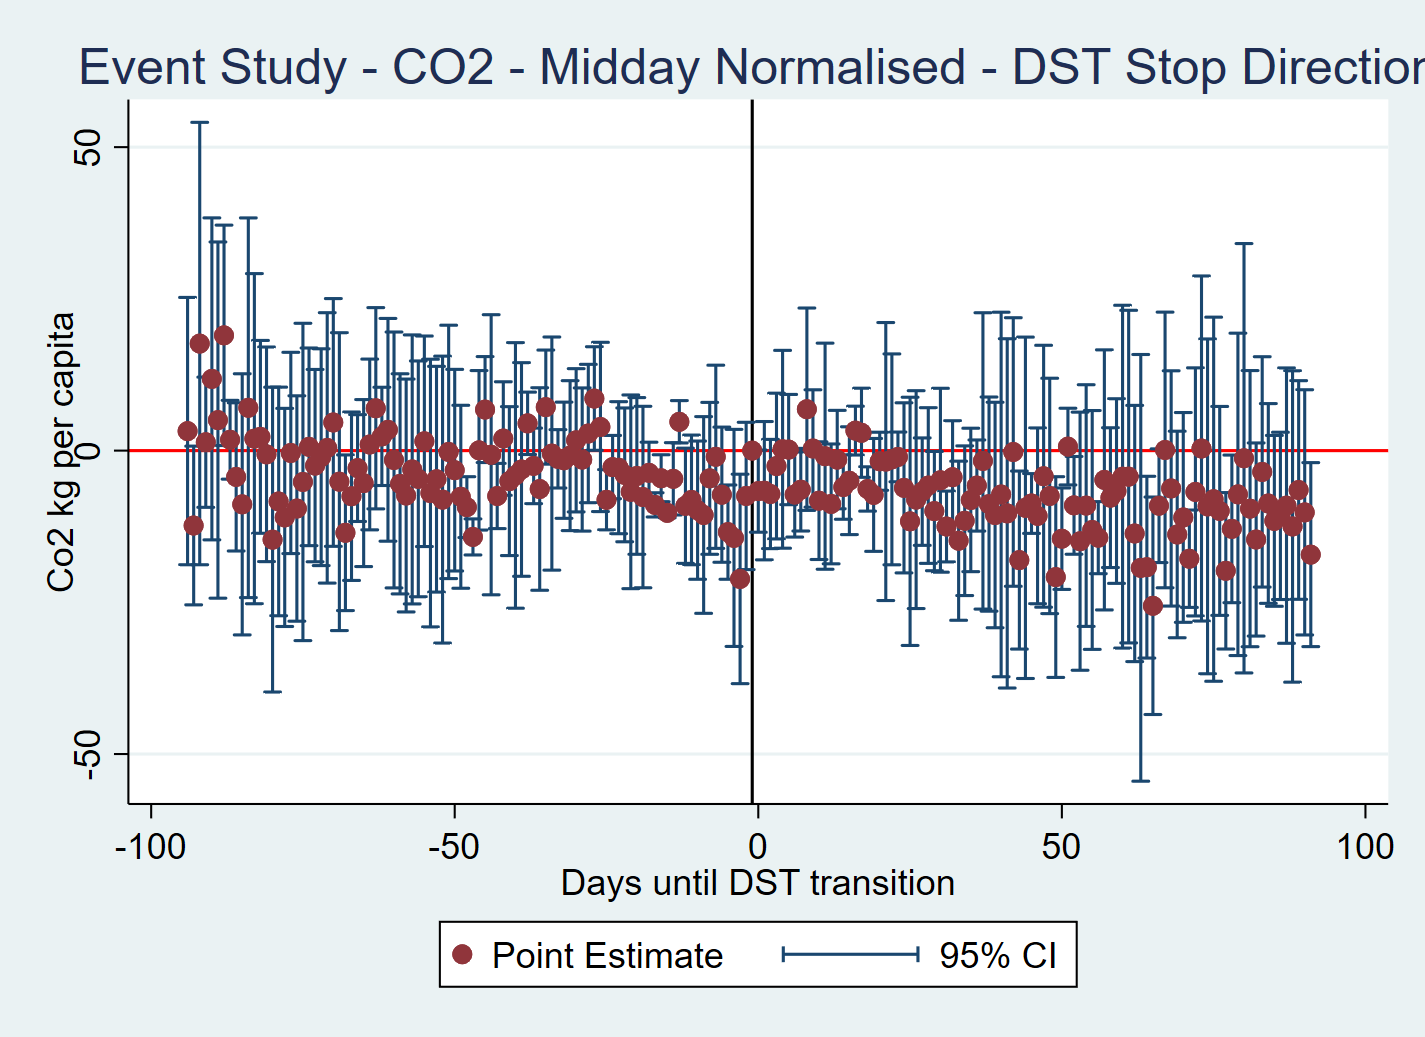 Event Study - CO2 - Midday Normalised - DST Stop Direction
Co2 kg per capita
50
0
-50
-100
-50
0
50
100
Days until DST transition
Point Estimate
95% CI